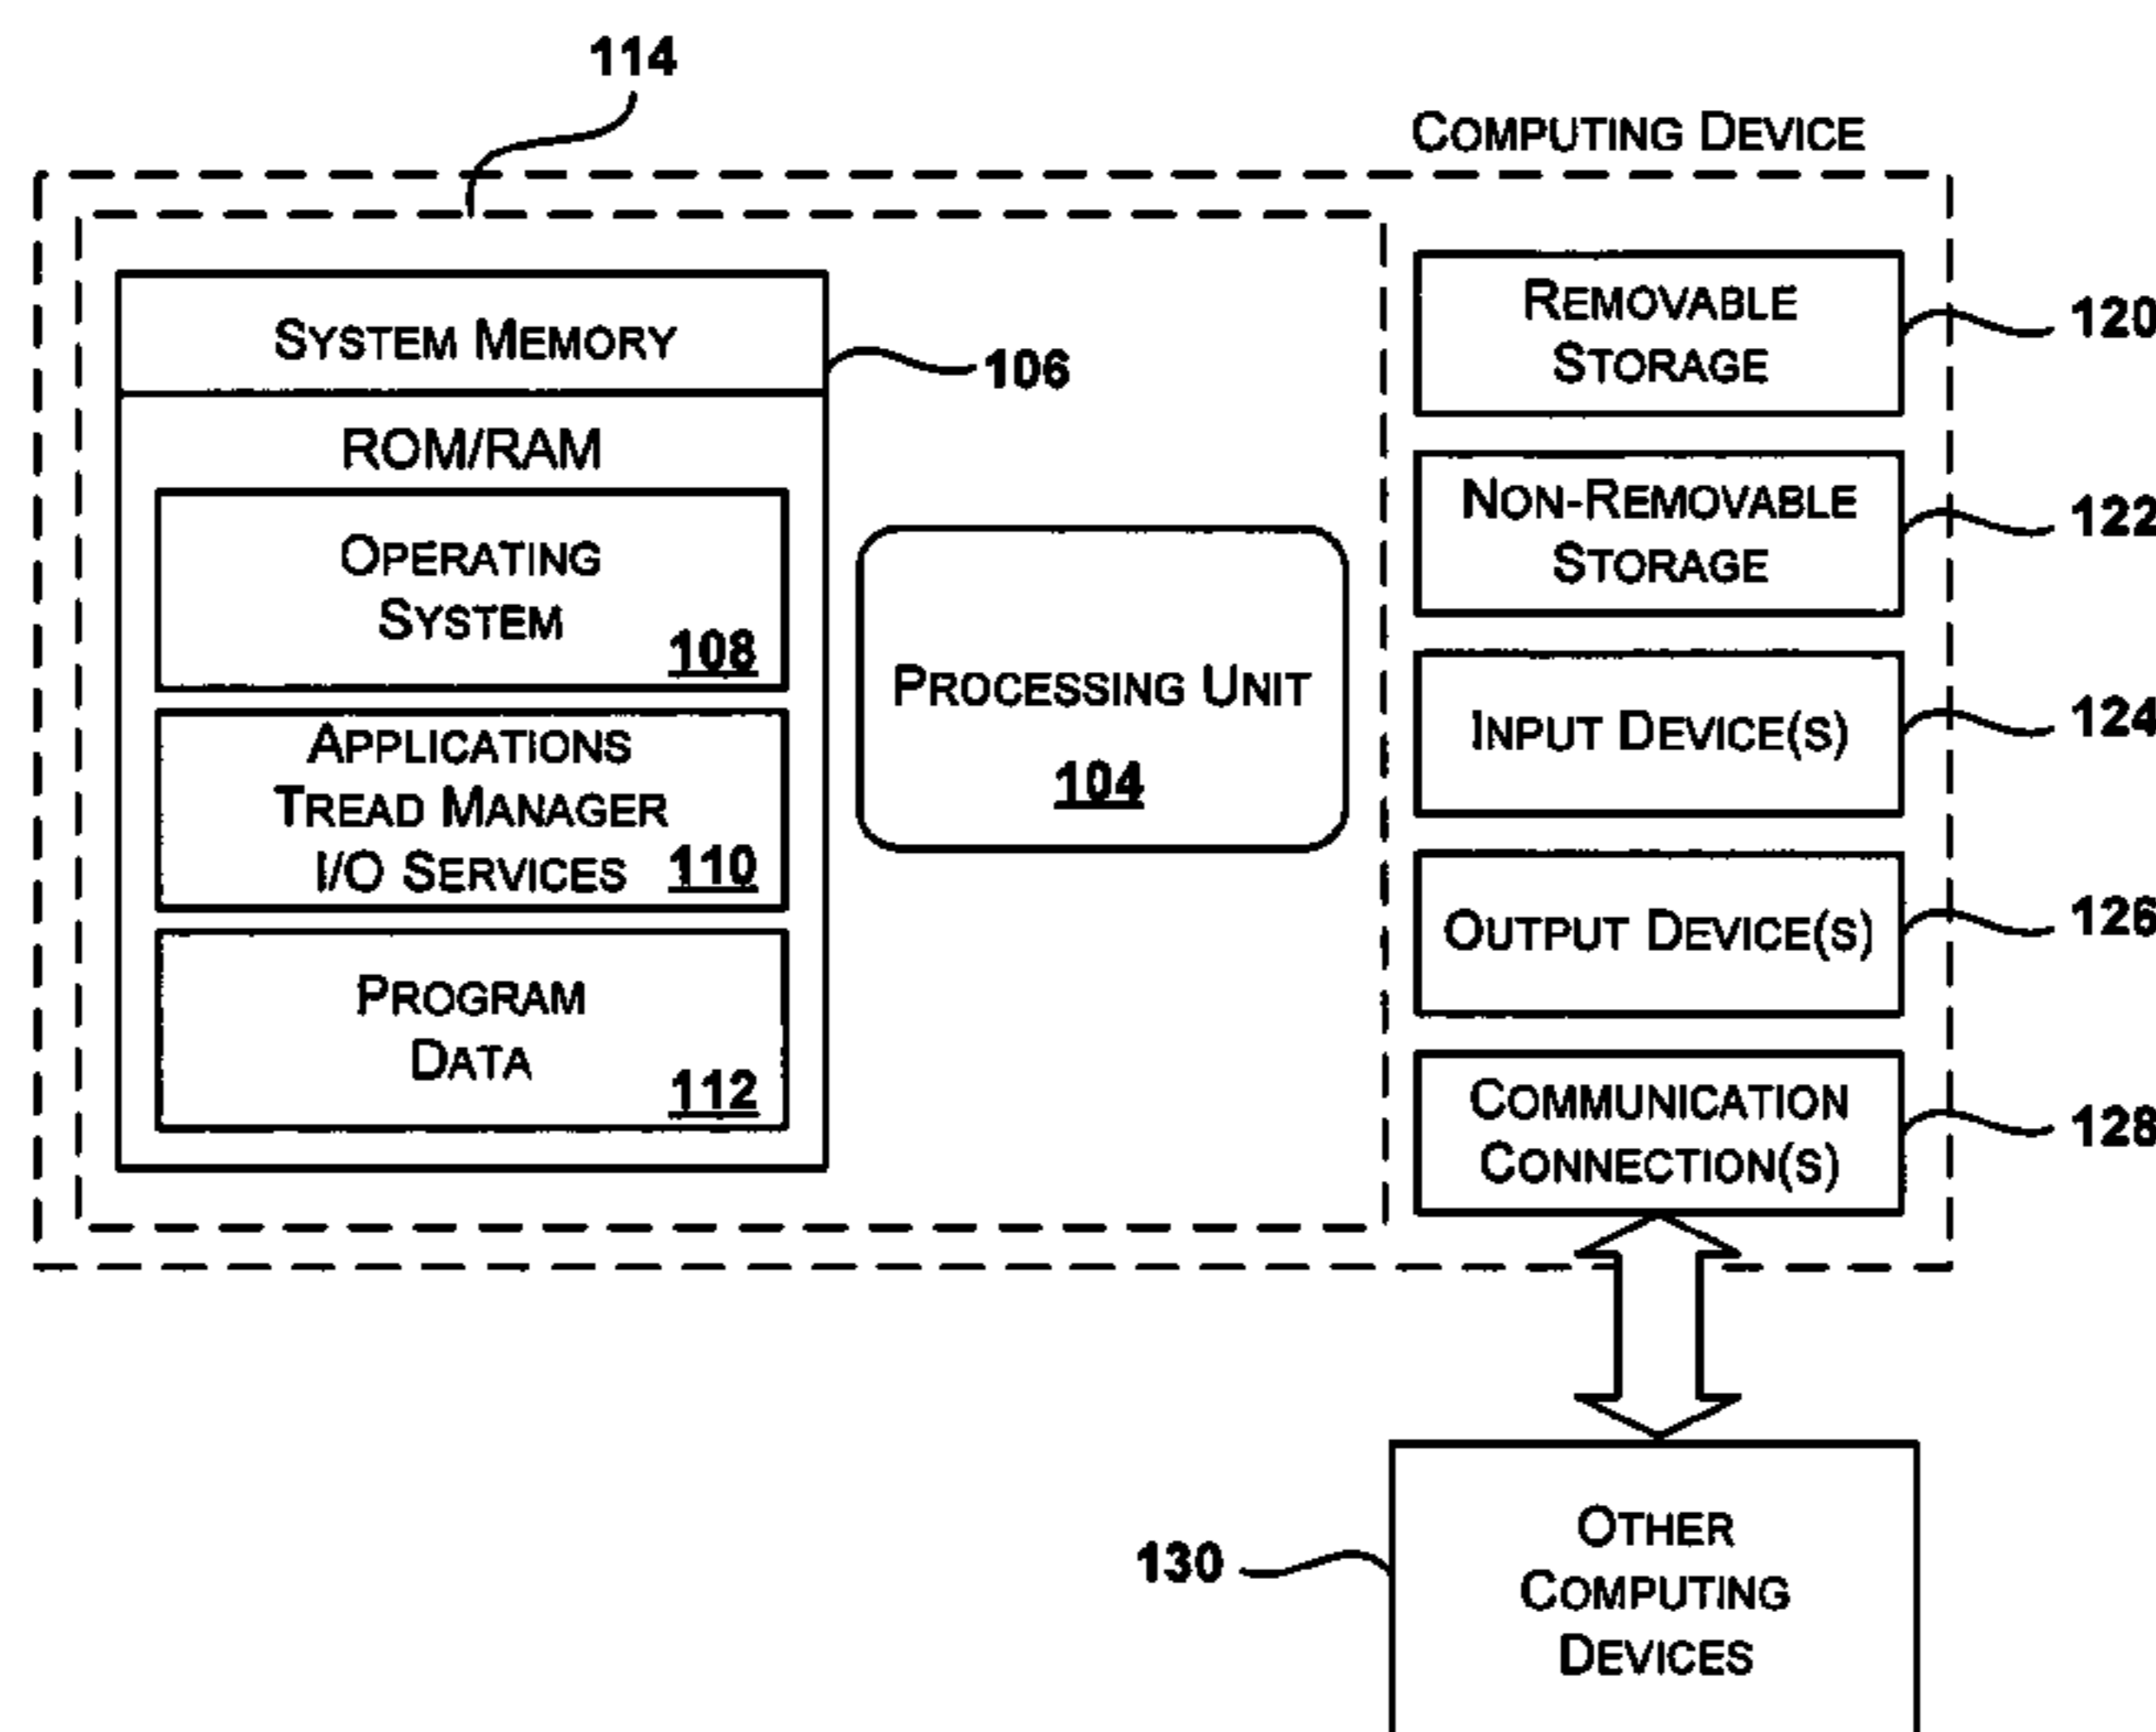 114
COMPUTING DEVICE
SYSTEM MEMORY
106
ROM/RAM
OPERATING
SYSTEM
108
APPLICATIONS
TREAD MANAGER
I/O SERVICES 110
PROGRAM
DATA
112
PROCESSING UNIT
104
REMOVABLE
STORAGE
120
NON-REMOVABLE
STORAGE
122
INPUT DEVICE(S)
124
OUTPUT DEVICE(S)
126
COMMUNICATION
CONNECTION(S)
128
130
OTHER
COMPUTING
DEVICES